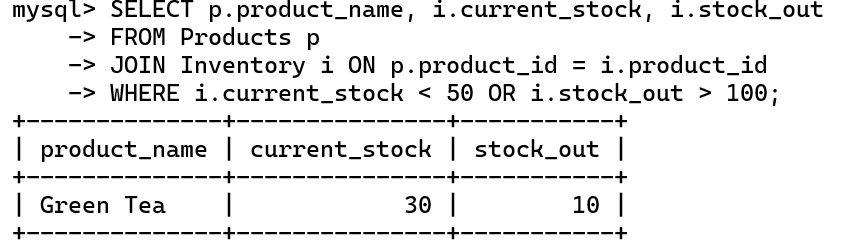 mysql> SELECT p.product_name, i.current_stock, i.stock_out
    -> FROM Products p
    -> JOIN Inventory i ON p.product_id = i.product_id
    -> WHERE i.current_stock < 50 OR i.stock_out > 100;
+--------------+---------------+-----------+
| product_name | current_stock | stock_out |
+--------------+---------------+-----------+
| Green Tea    |            30 |        10 |
+--------------+---------------+-----------+